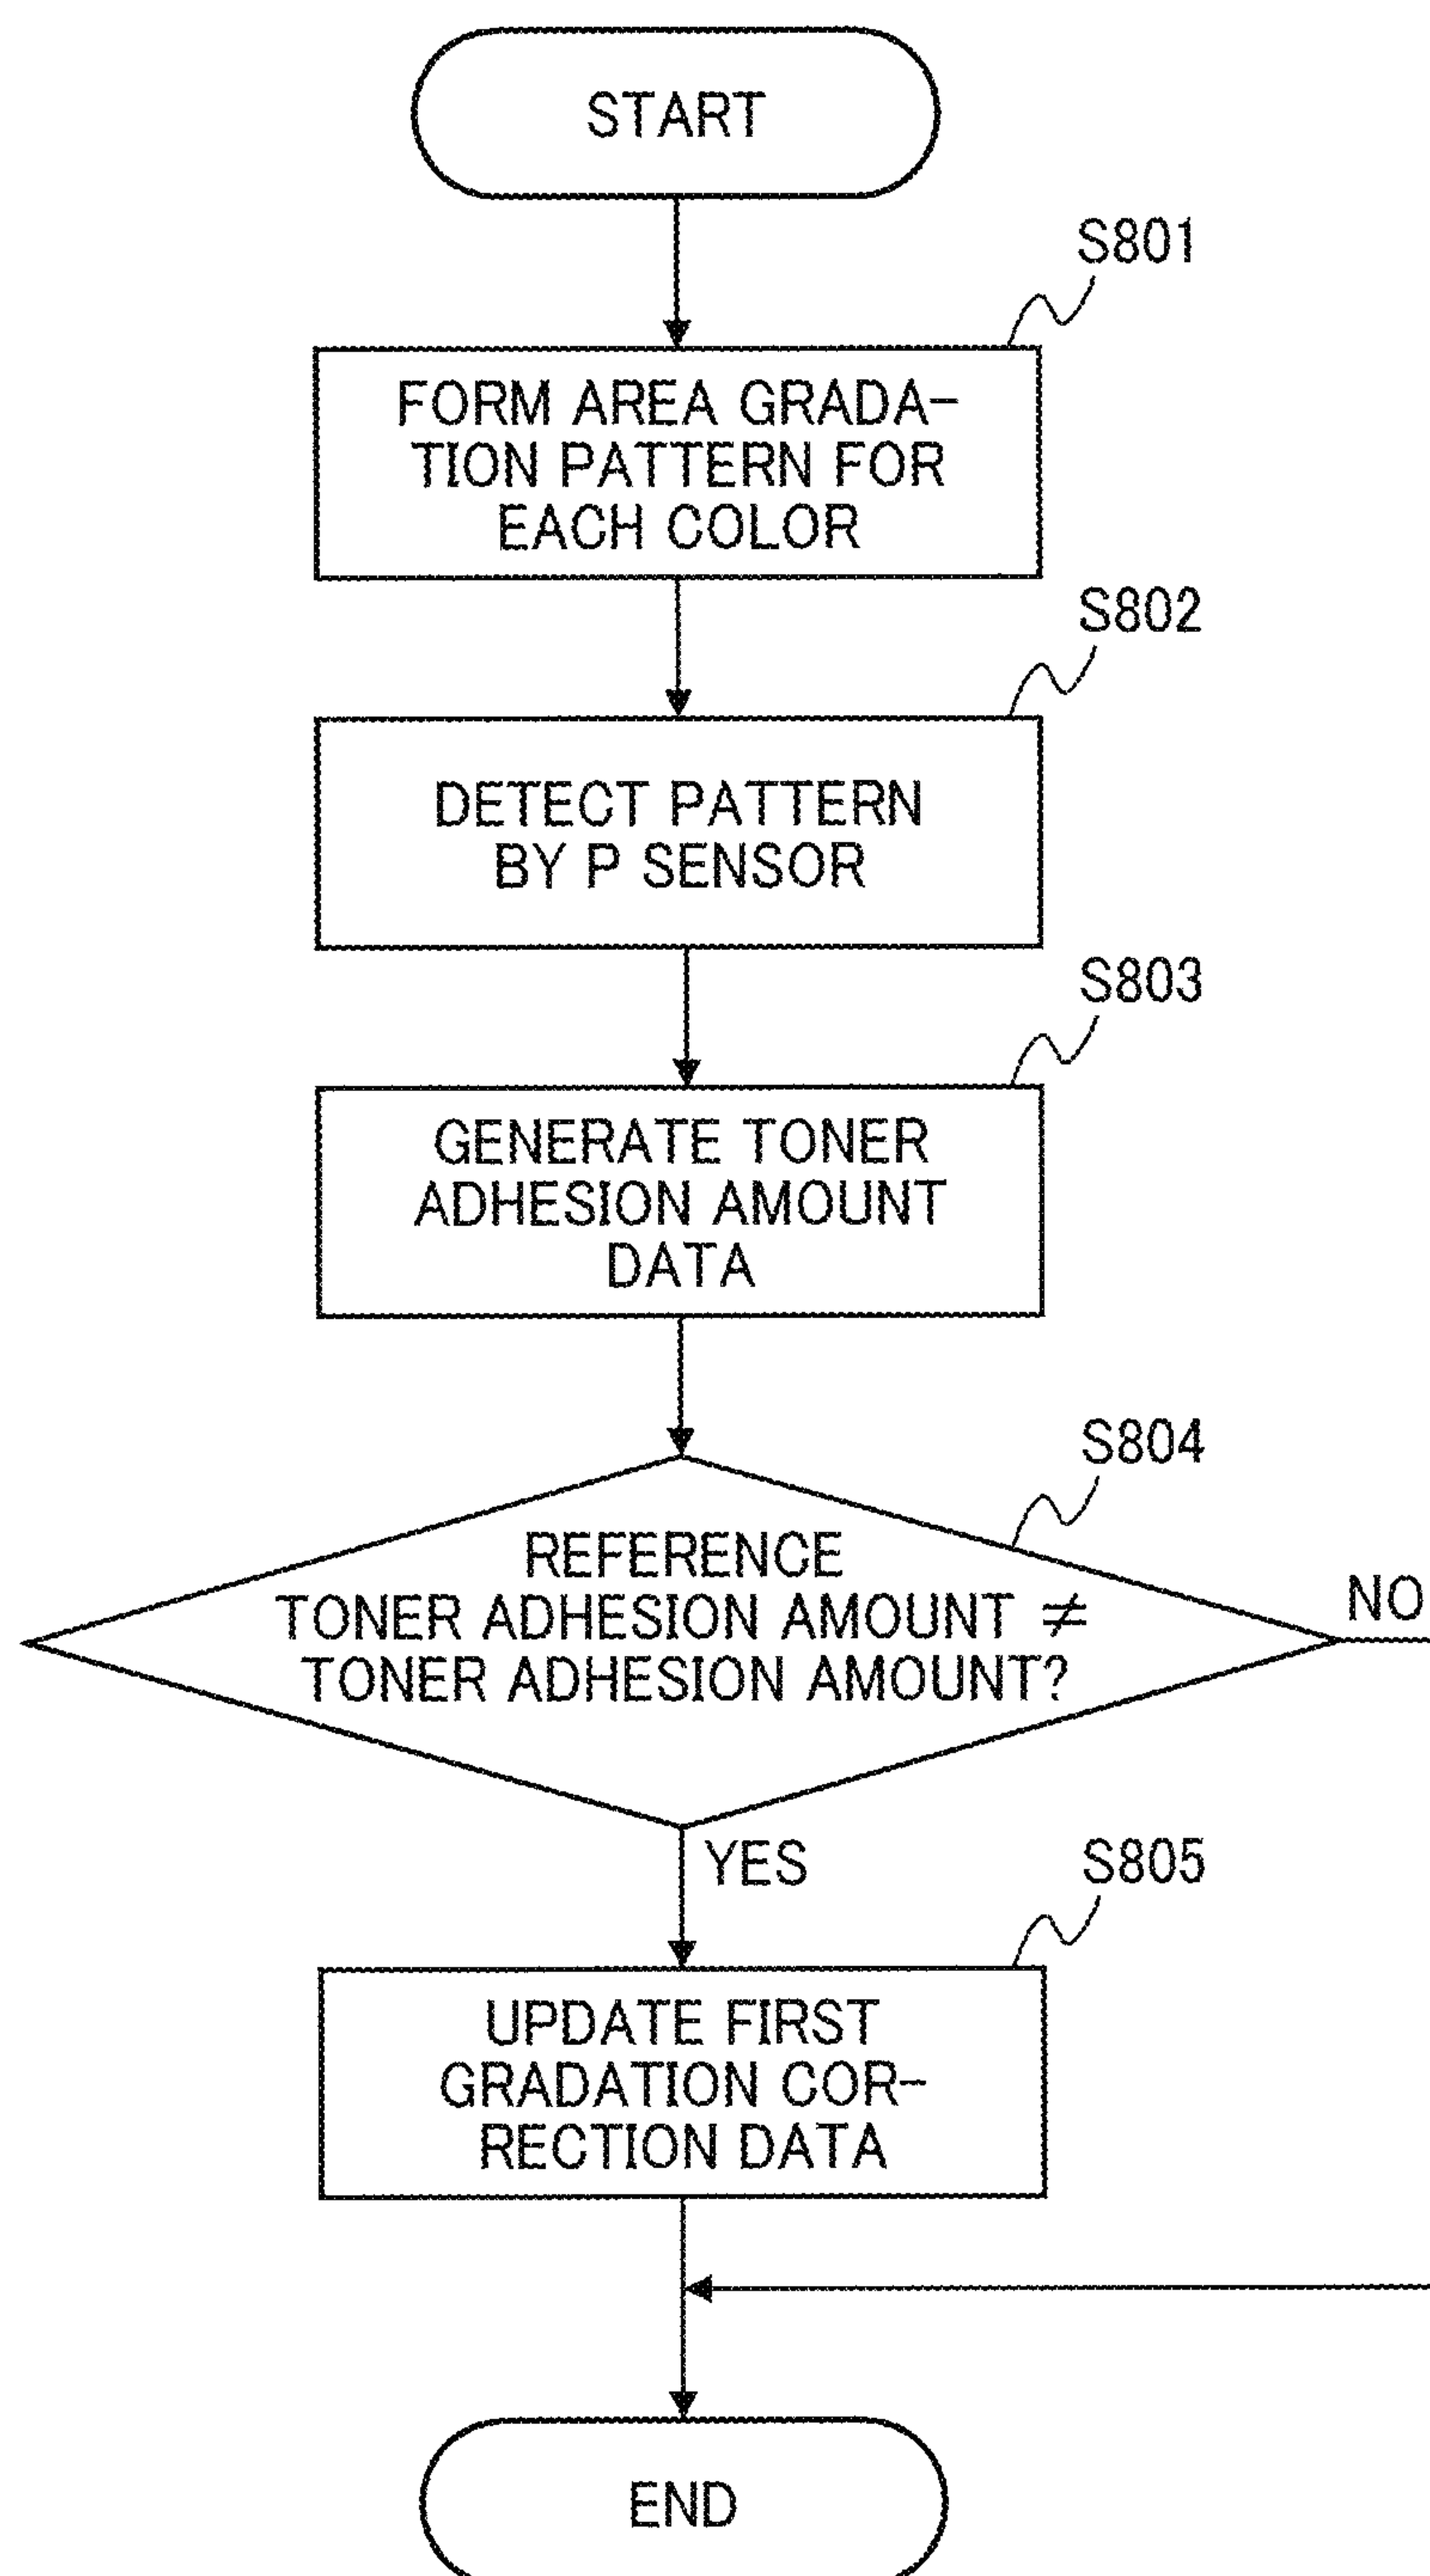 START
S801
FORM AREA GRADA-
TION PATTERN FOR
EACH COLOR
S802
DETECT PATTERN
BY P SENSOR
S803
GENERATE TONER
ADHESION AMOUNT
DATA
S804
REFERENCE
TONER ADHESION AMOUNT ≠
TONER ADHESION AMOUNT?
NO
YES
S805
UPDATE FIRST
GRADATION COR-
RECTION DATA
END